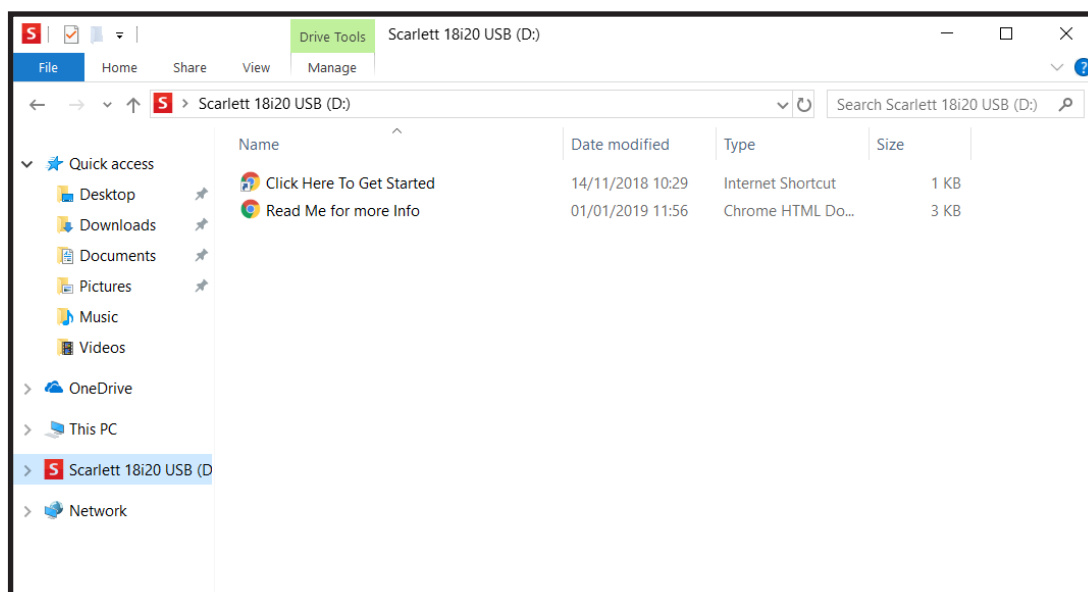 S
Drive Tools
Scarlett 18i20 USB (D:)
File Home Share View Manage
?
S > Scarlett 18i20 USB (D:)
Search Scarlett 18i20 USB (D:)
Name Date modified Type Size
Quick access
Desktop
Downloads
Documents
Pictures
Music
Videos
OneDrive
This PC
S Scarlett 18i20 USB (D
Network
Click Here To Get Started 14/11/2018 10:29 Internet Shortcut 1 KB
Read Me for more Info 01/01/2019 11:56 Chrome HTML Do... 3 KB